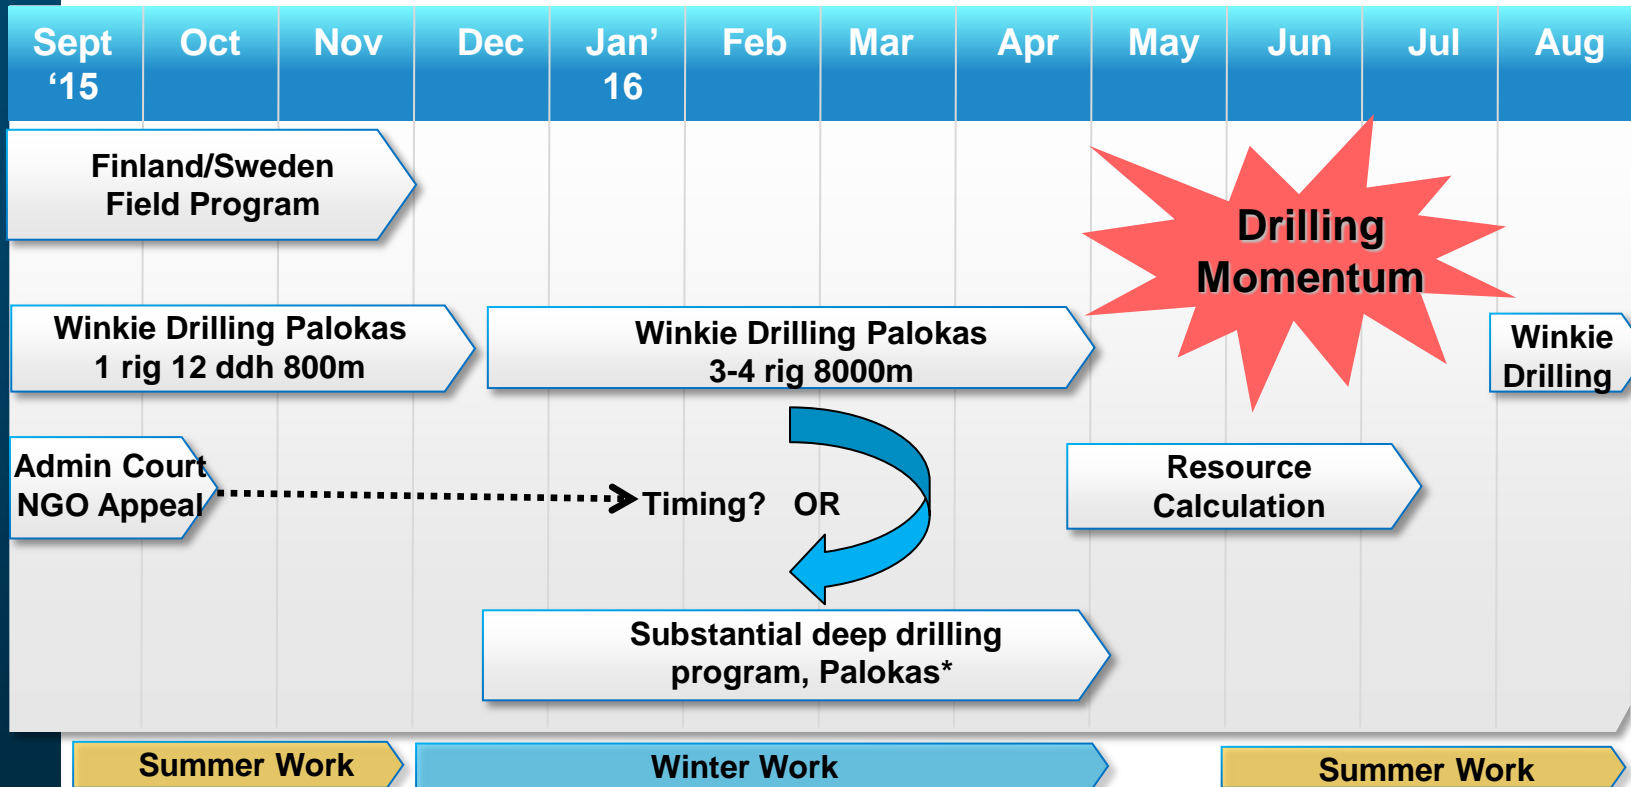 Sept Oct Nov Dec Jan’ Feb Mar Apr May Jun Jul Aug
‘15 16
Finland/Sweden
Field Program
Drilling
Momentum
Winkie Drilling Palokas
1 rig 12 ddh 800m
Winkie Drilling Palokas
3-4 rig 8000m
Winkie
Drilling
Admin Court
NGO Appeal
Timing? OR
Resource
Calculation
Substantial deep drilling
program, Palokas*
Summer Work
Winter Work
Summer Work